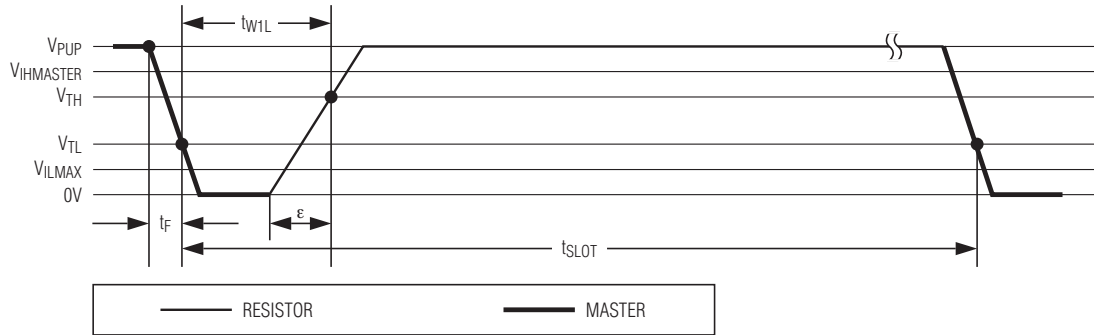 tW1L
VPUP
VIHMASTER
VTH
VTL
VILMAX
0V
tF
ε
tSLOT
RESISTOR
MASTER